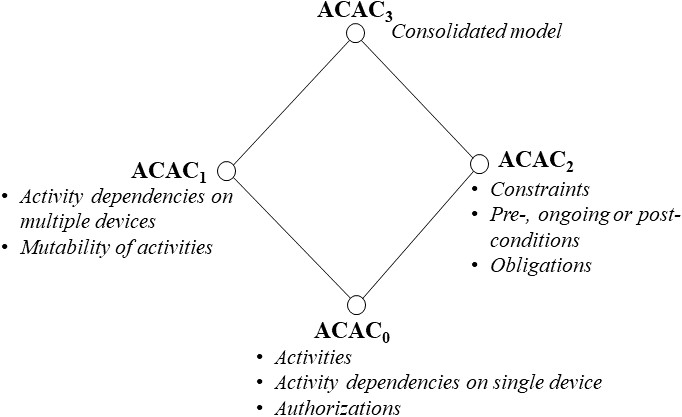 ACAC3
Consolidated model
ACAC1
• Activity dependencies on
multiple devices
• Mutability of activities
ACAC2
• Constraints
• Pre-, ongoing or post-
conditions
• Obligations
ACAC0
• Activities
• Activity dependencies on single device
• Authorizations